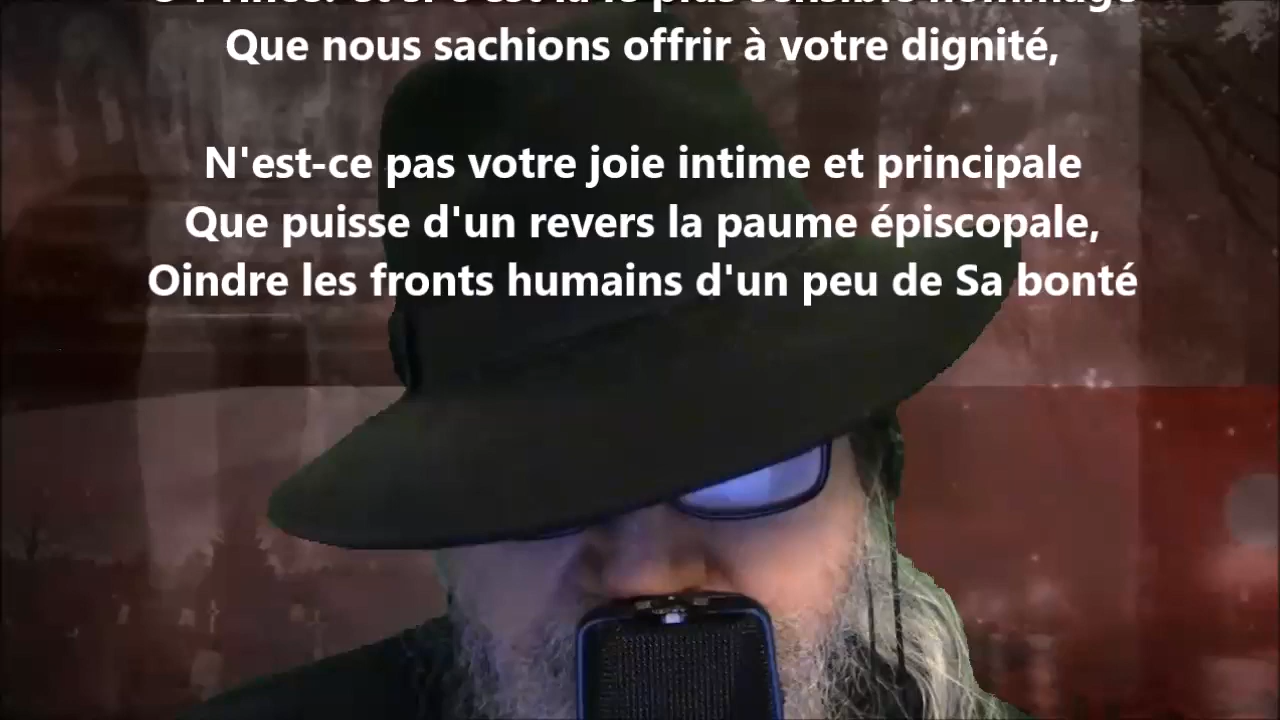 Que nous sachions offrir à votre dignité,
N'est-ce pas votre joie intime et principale
Que puisse d'un revers la paume épiscopale,
Oindre les fronts humains d'un peu de Sa bonté